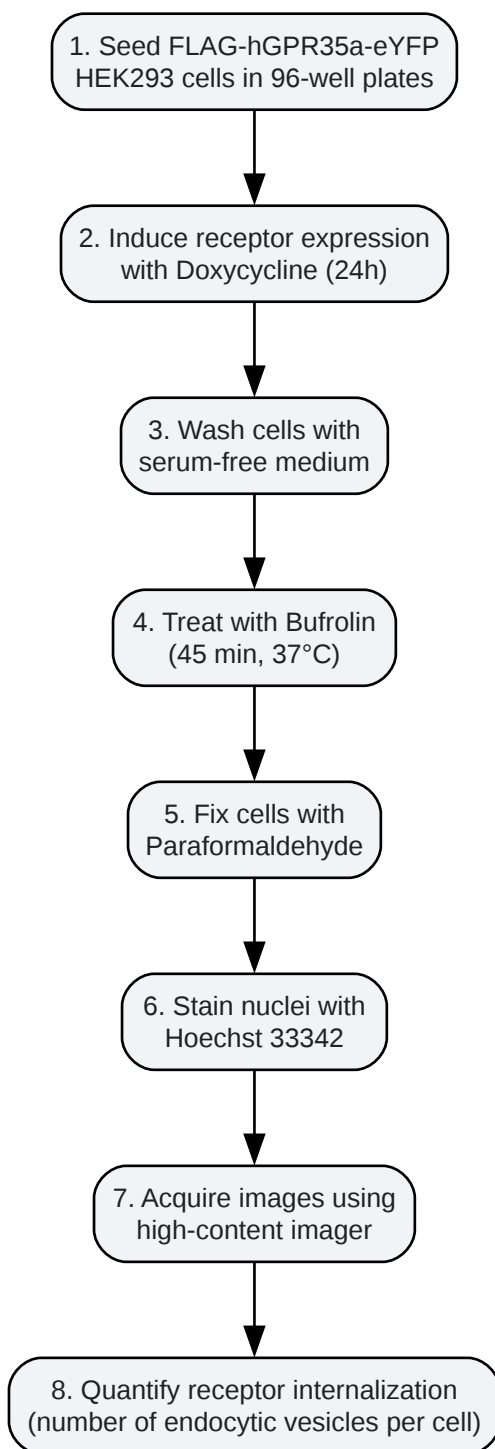 1. Seed FLAG-hGPR35a-eYFP
HEK293 cells in 96-well plates
2. Induce receptor expression
with Doxycycline (24h)
3. Wash cells with
serum-free medium
4. Treat with Bufrolin
(45 min, 37°C)
5. Fix cells with
Paraformaldehyde
6. Stain nuclei with
Hoechst 33342
7. Acquire images using
high-content imager
8. Quantify receptor internalization
(number of endocytic vesicles per cell)